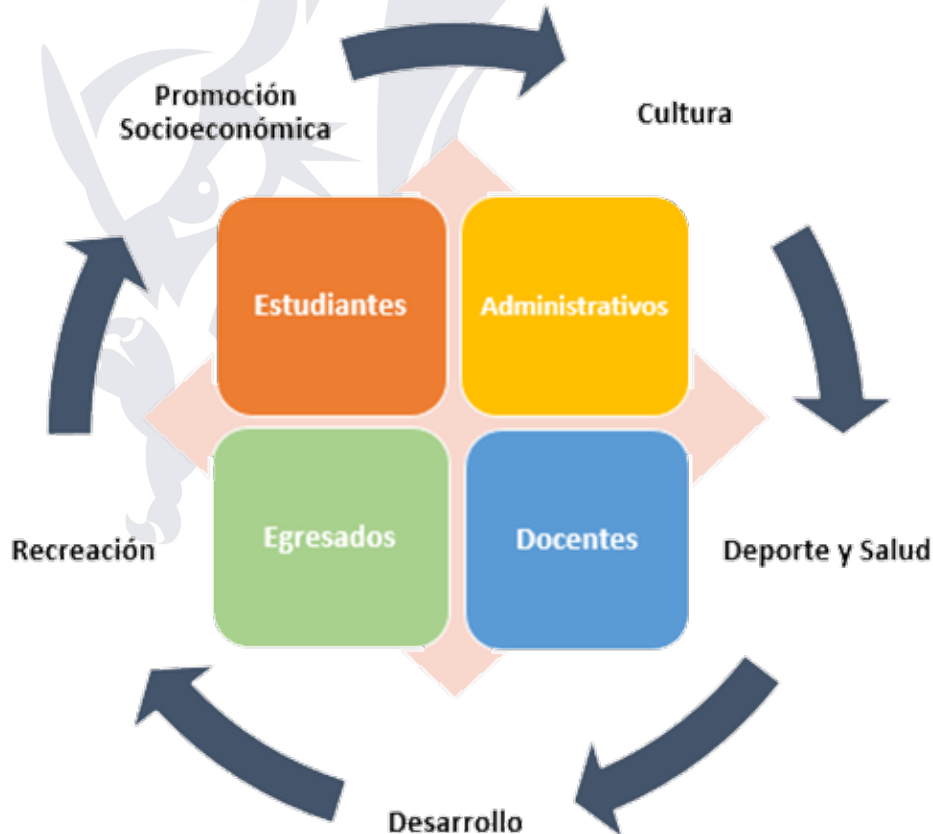 Promoción
Socioeconómica
Cultura
Estudiantes
Administrativos
Egresados
Docentes
Recreación
Deporte y Salud
Desarrollo